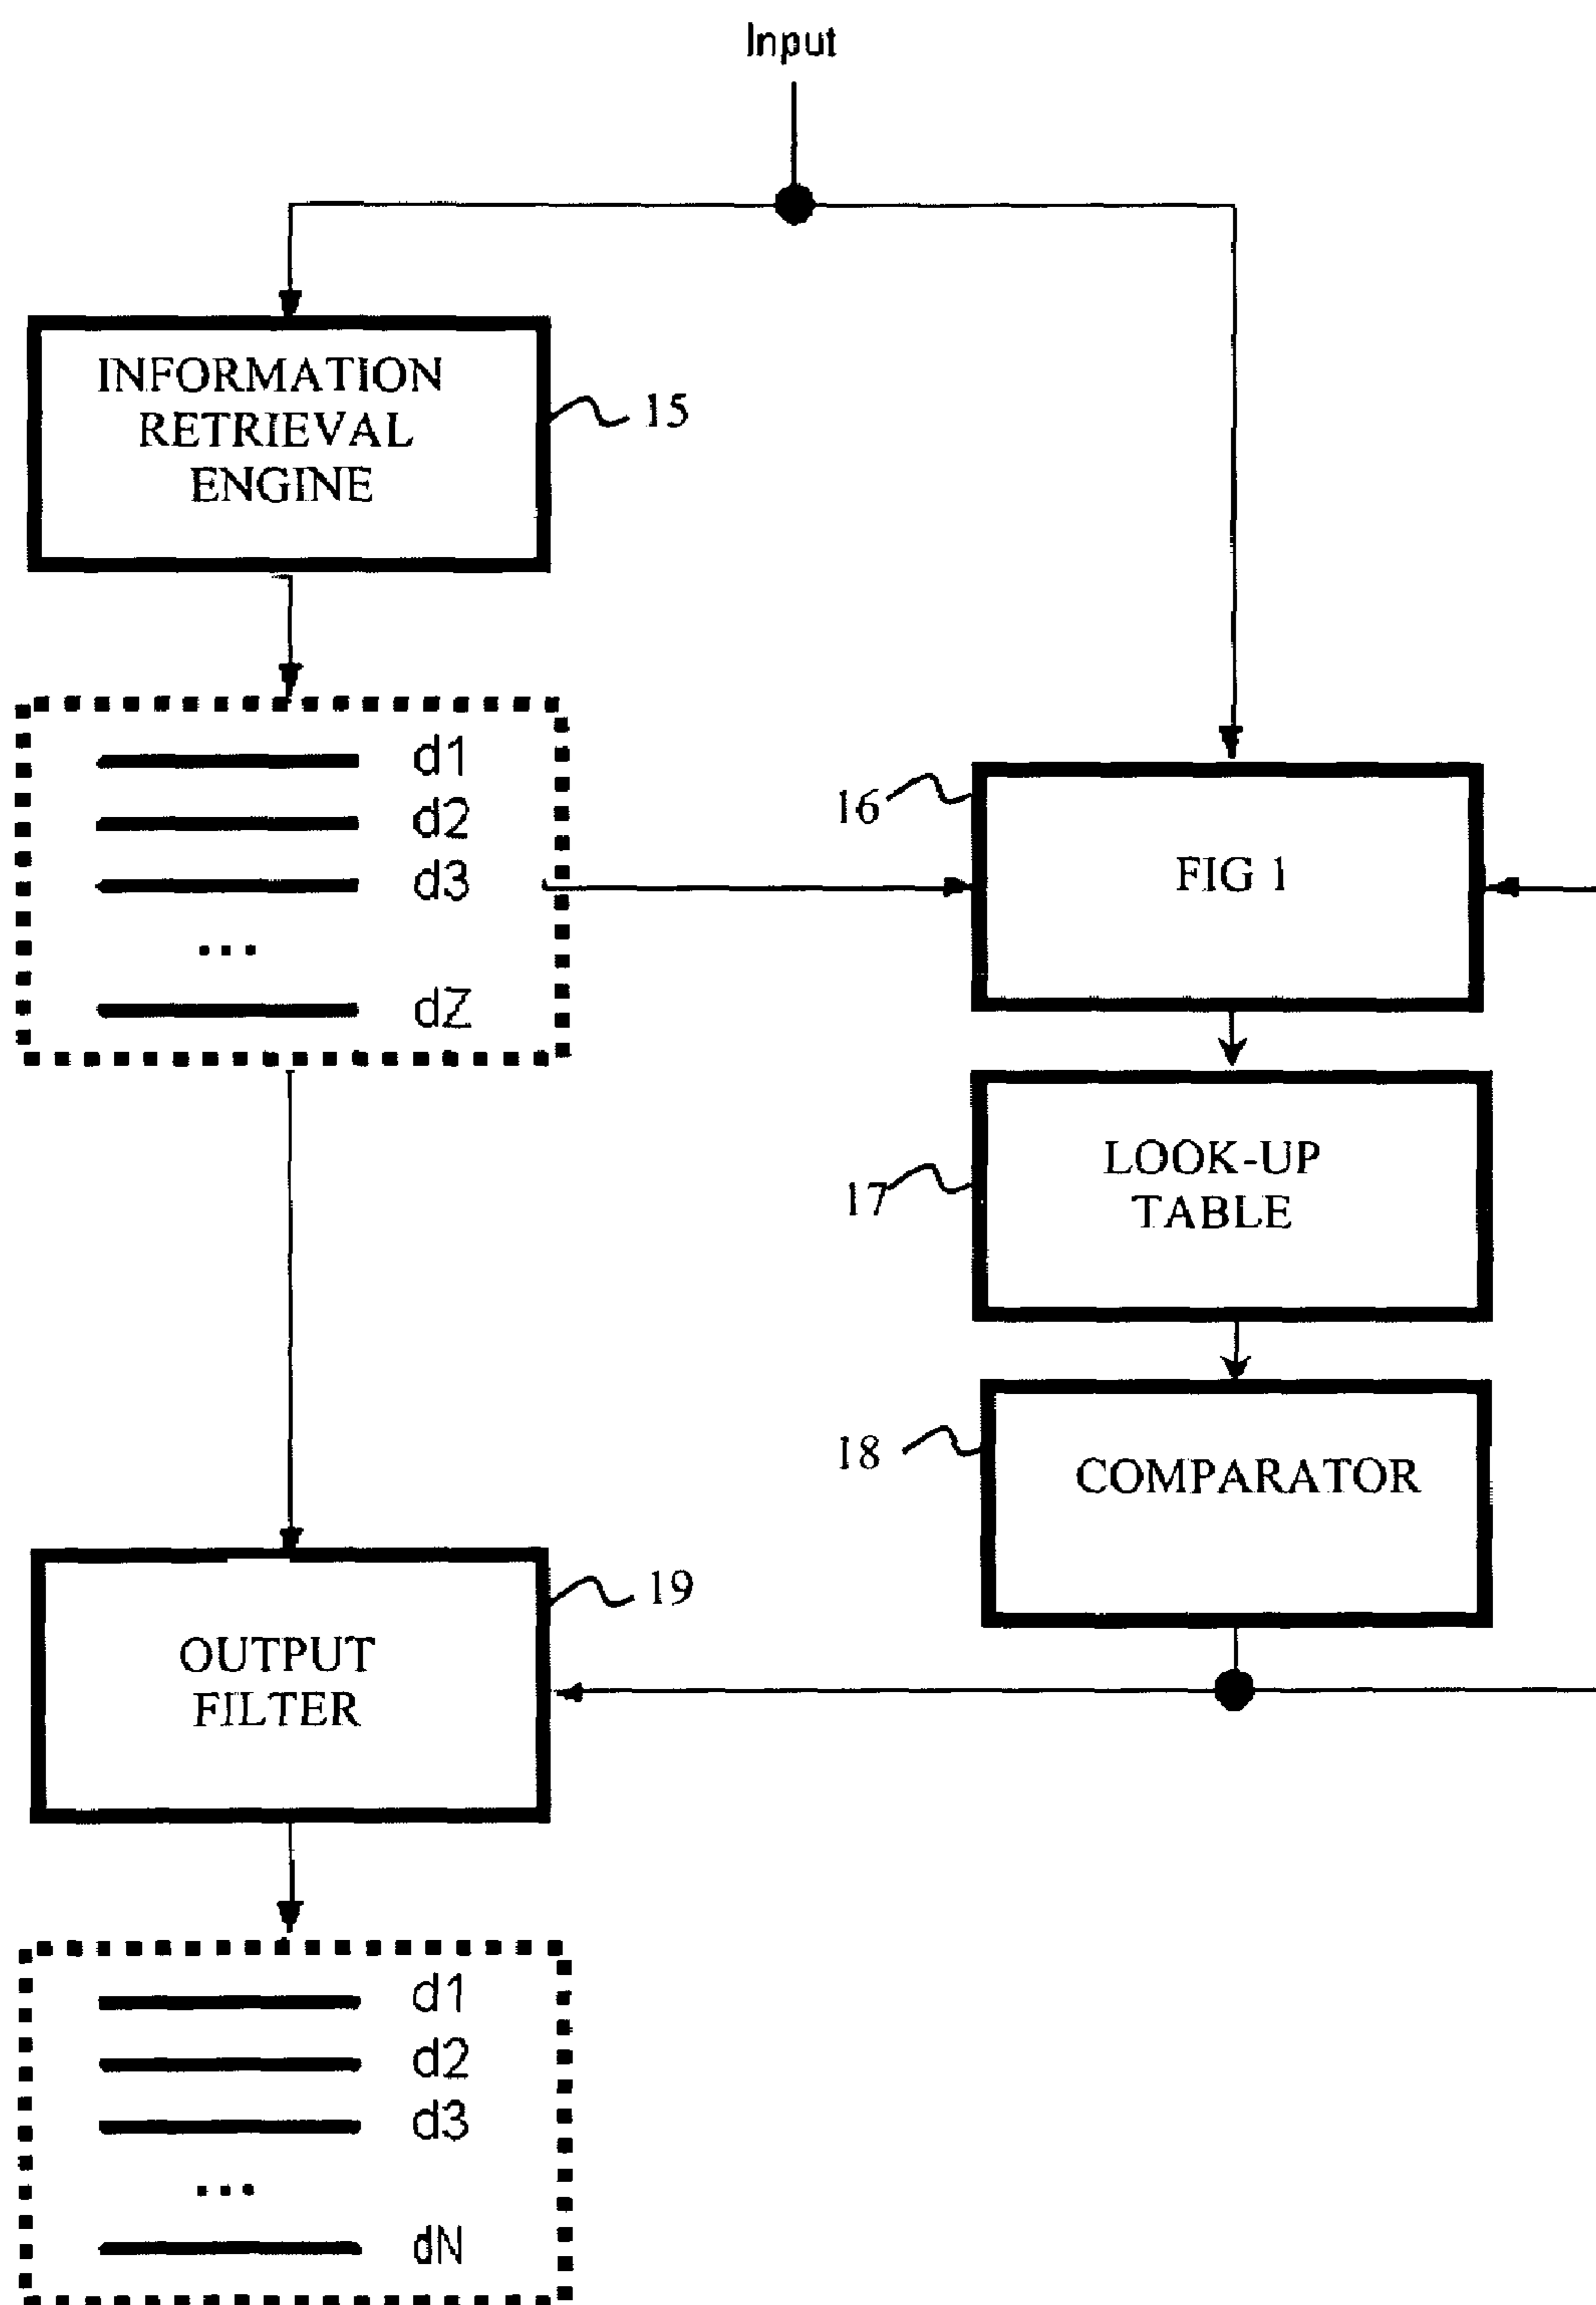 Input
INFORMATION
RETRIEVAL
ENGINE
15
d1
d2
d3
...
dZ
16
FIG 1
17
LOOK-UP
TABLE
18
COMPARATOR
19
OUTPUT
FILTER
d1
d2
d3
...
dN